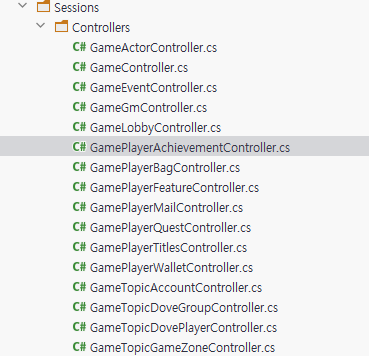 Sessions
Controllers
C# GameActorController.cs
C# GameController.cs
C# GameEventController.cs
C# GameGmController.cs
C# GameLobbyController.cs
C# GamePlayerAchievementController.cs
C# GamePlayerBagController.cs
C# GamePlayerFeatureController.cs
C# GamePlayerMailController.cs
C# GamePlayerQuestController.cs
C# GamePlayerTitlesController.cs
C# GamePlayerWalletController.cs
C# GameTopicAccountController.cs
C# GameTopicDoveGroupController.cs
C# GameTopicDovePlayerController.cs
C# GameTopicGameZoneController.cs